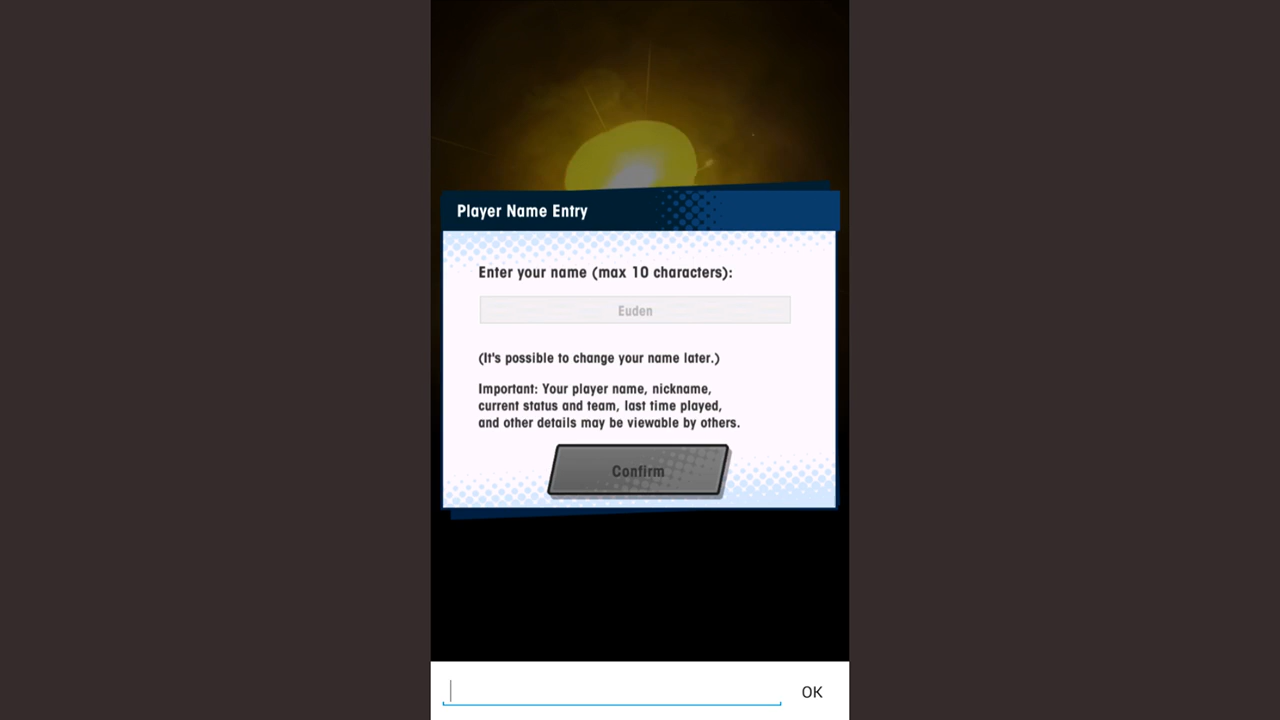 Player Name Entry
Enter your name (max 10 characters):
Euden
(It's possible to change your name later.)
Important: Your player name, nickname,
current status and team, last time played,
and other details may be viewable by others.
Confirm
OK